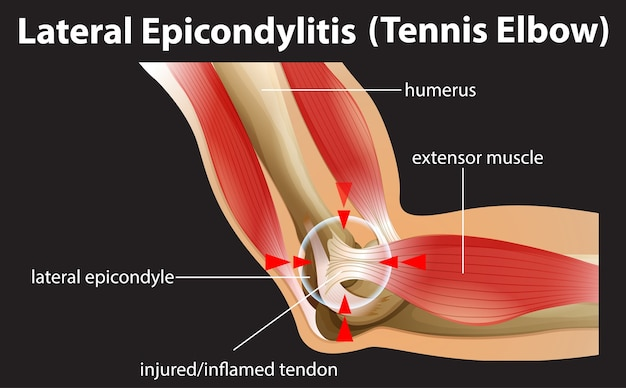 Lateral Epicondylitis (Tennis Elbow)
humerus
extensor muscle
lateral epicondyle
injured/inflamed tendon